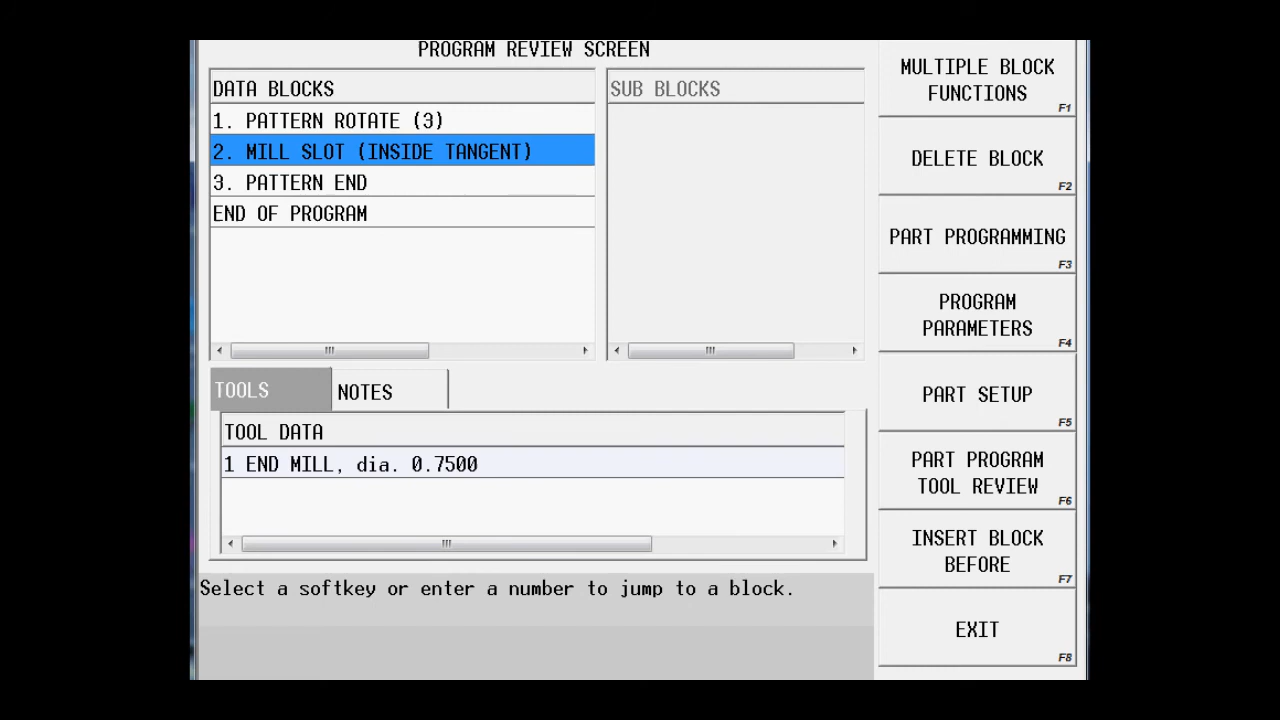 PROGRAM REVIEW SCREEN
DATA BLOCKS
1. PATTERN ROTATE (3)
2. MILL SLOT (INSIDE TANGENT)
3. PATTERN END
END OF PROGRAM
SUB BLOCKS
TOOLS
NOTES
TOOL DATA
1 END MILL, dia. 0.7500
Select a softkey or enter a number to jump to a block.
MULTIPLE BLOCK
FUNCTIONS
F1
DELETE BLOCK
F2
PART PROGRAMMING
F3
PROGRAM
PARAMETERS
F4
PART SETUP
F5
PART PROGRAM
TOOL REVIEW
F6
INSERT BLOCK
BEFORE
F7
EXIT
F8